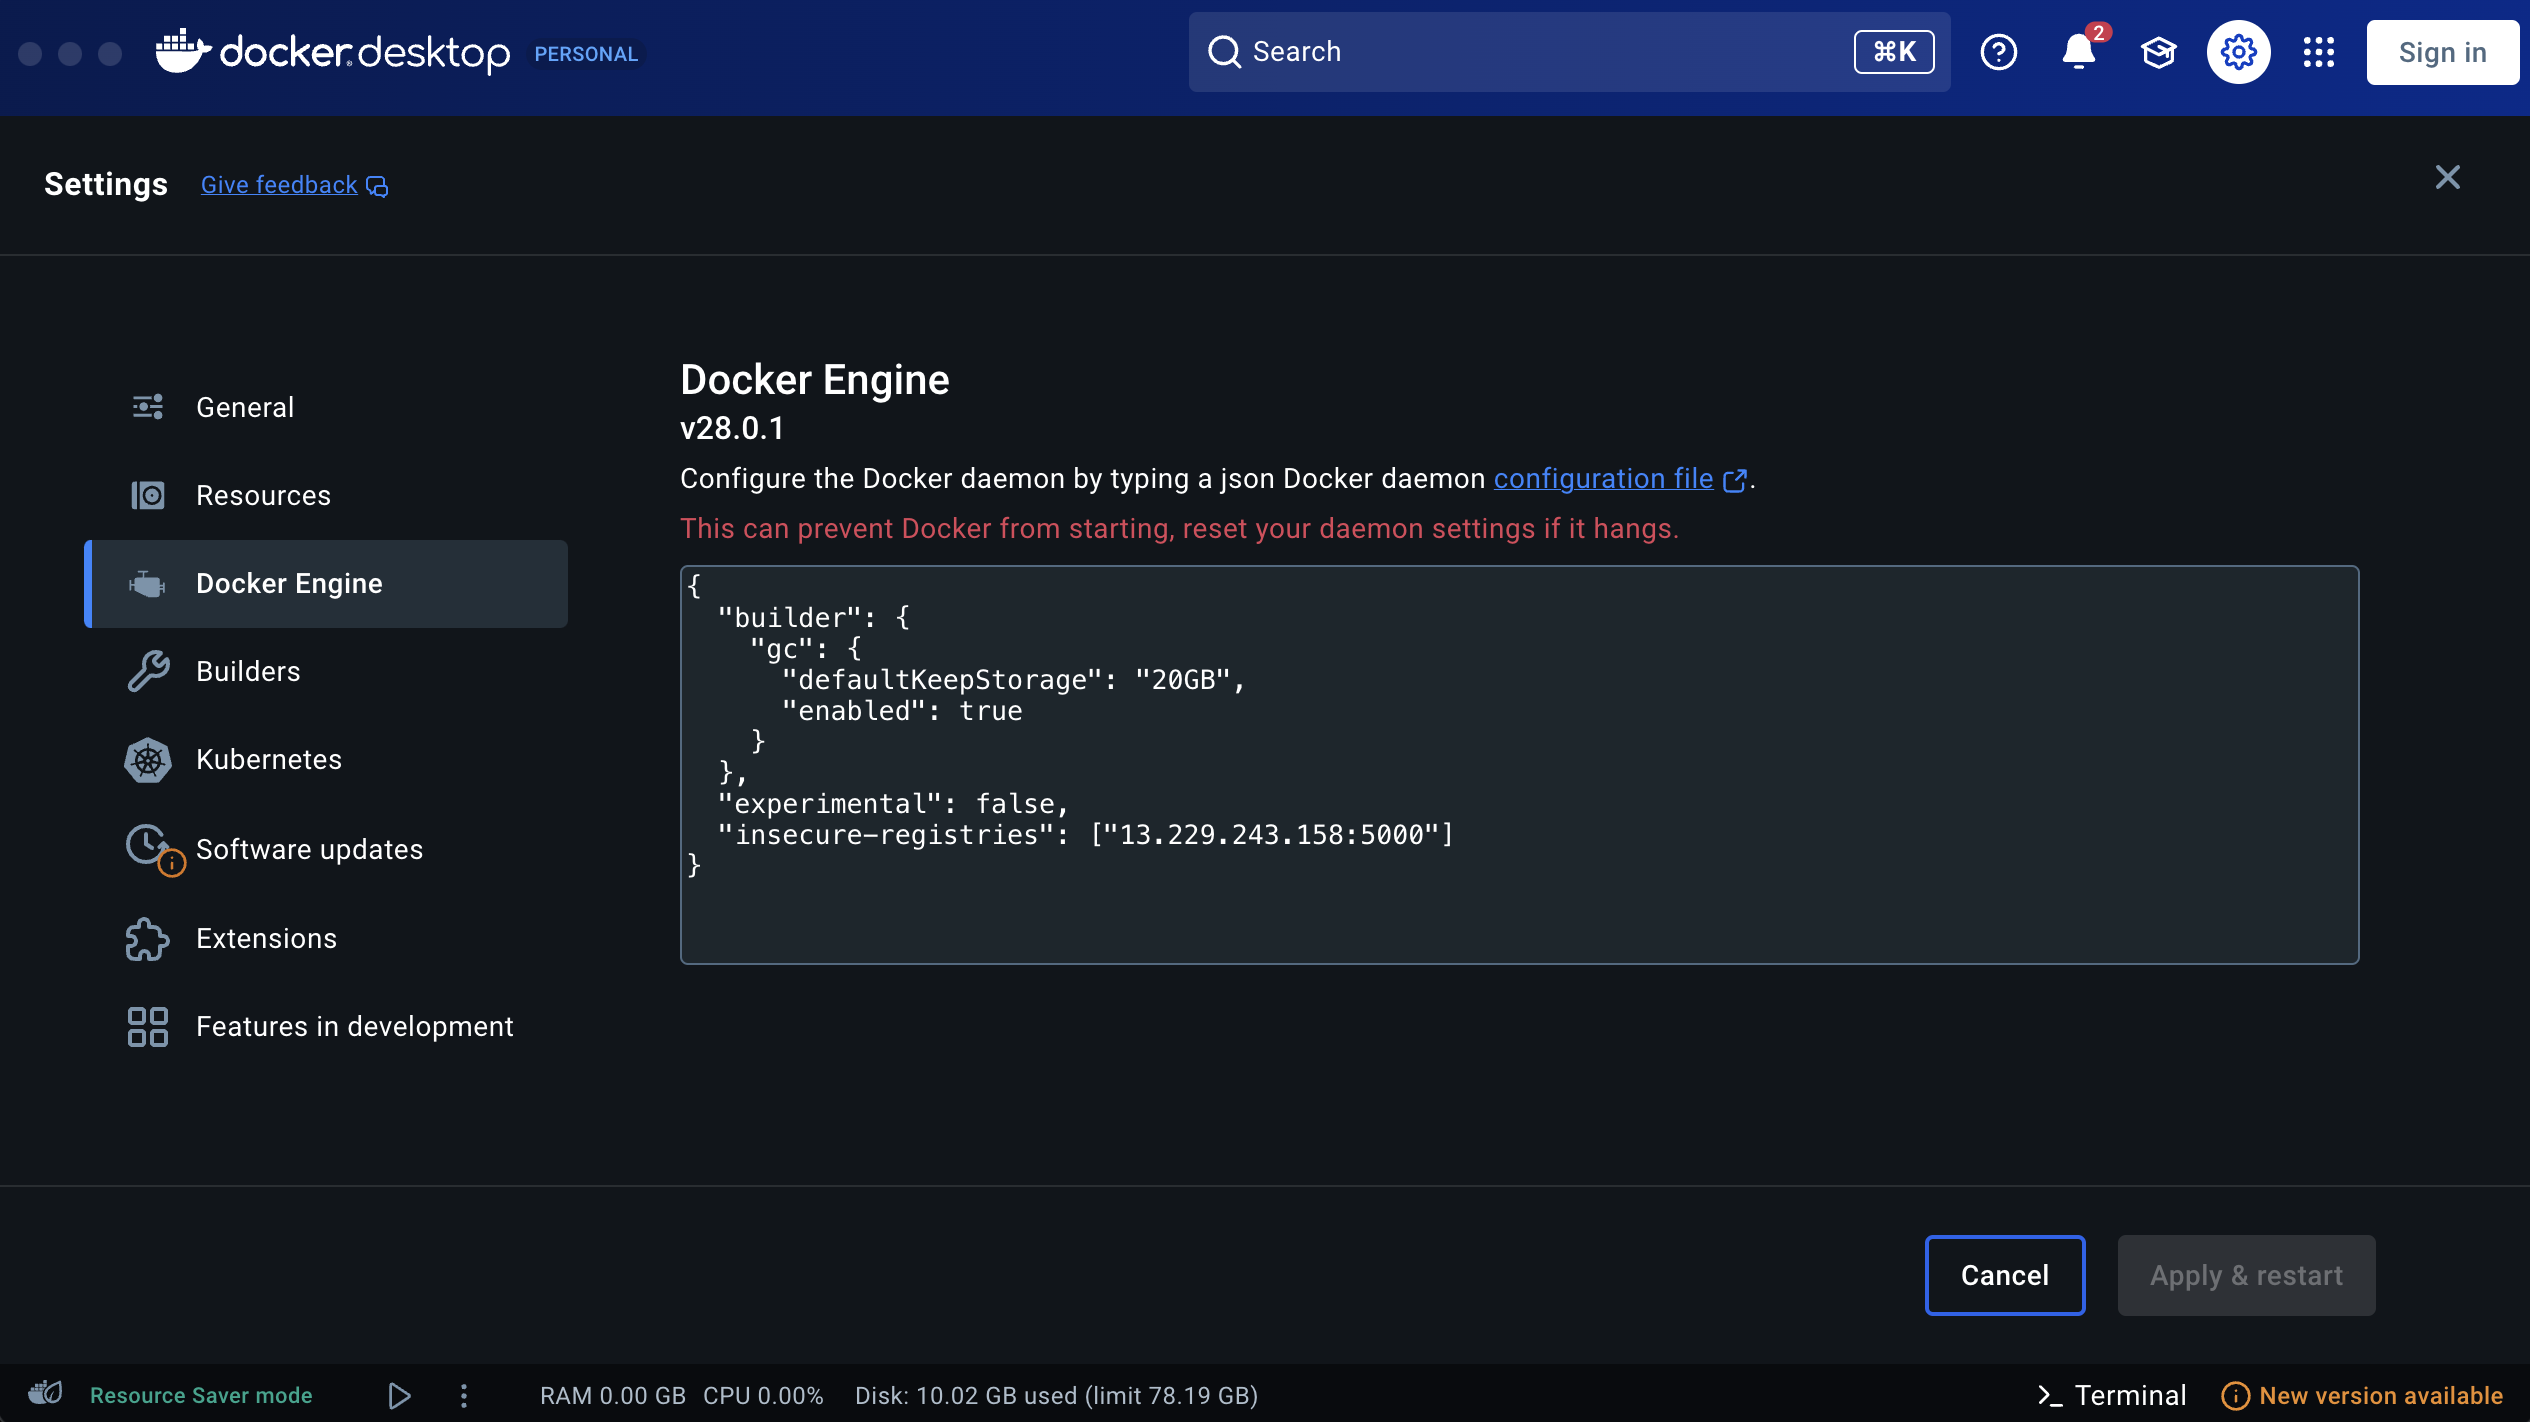 docker.desktop PERSONAL
Search
⌘K
2
Sign in
Settings
Give feedback
General
Resources
Docker Engine
Builders
Kubernetes
Software updates
Extensions
Features in development
Docker Engine
v28.0.1
Configure the Docker daemon by typing a json Docker daemon configuration file.
This can prevent Docker from starting, reset your daemon settings if it hangs.
{
  "builder": {
    "gc": {
      "defaultKeepStorage": "20GB",
      "enabled": true
    }
  },
  "experimental": false,
  "insecure-registries": ["13.229.243.158:5000"]
}
Cancel
Apply & restart
Resource Saver mode
RAM 0.00 GB CPU 0.00% Disk: 10.02 GB used (limit 78.19 GB)
Terminal
New version available